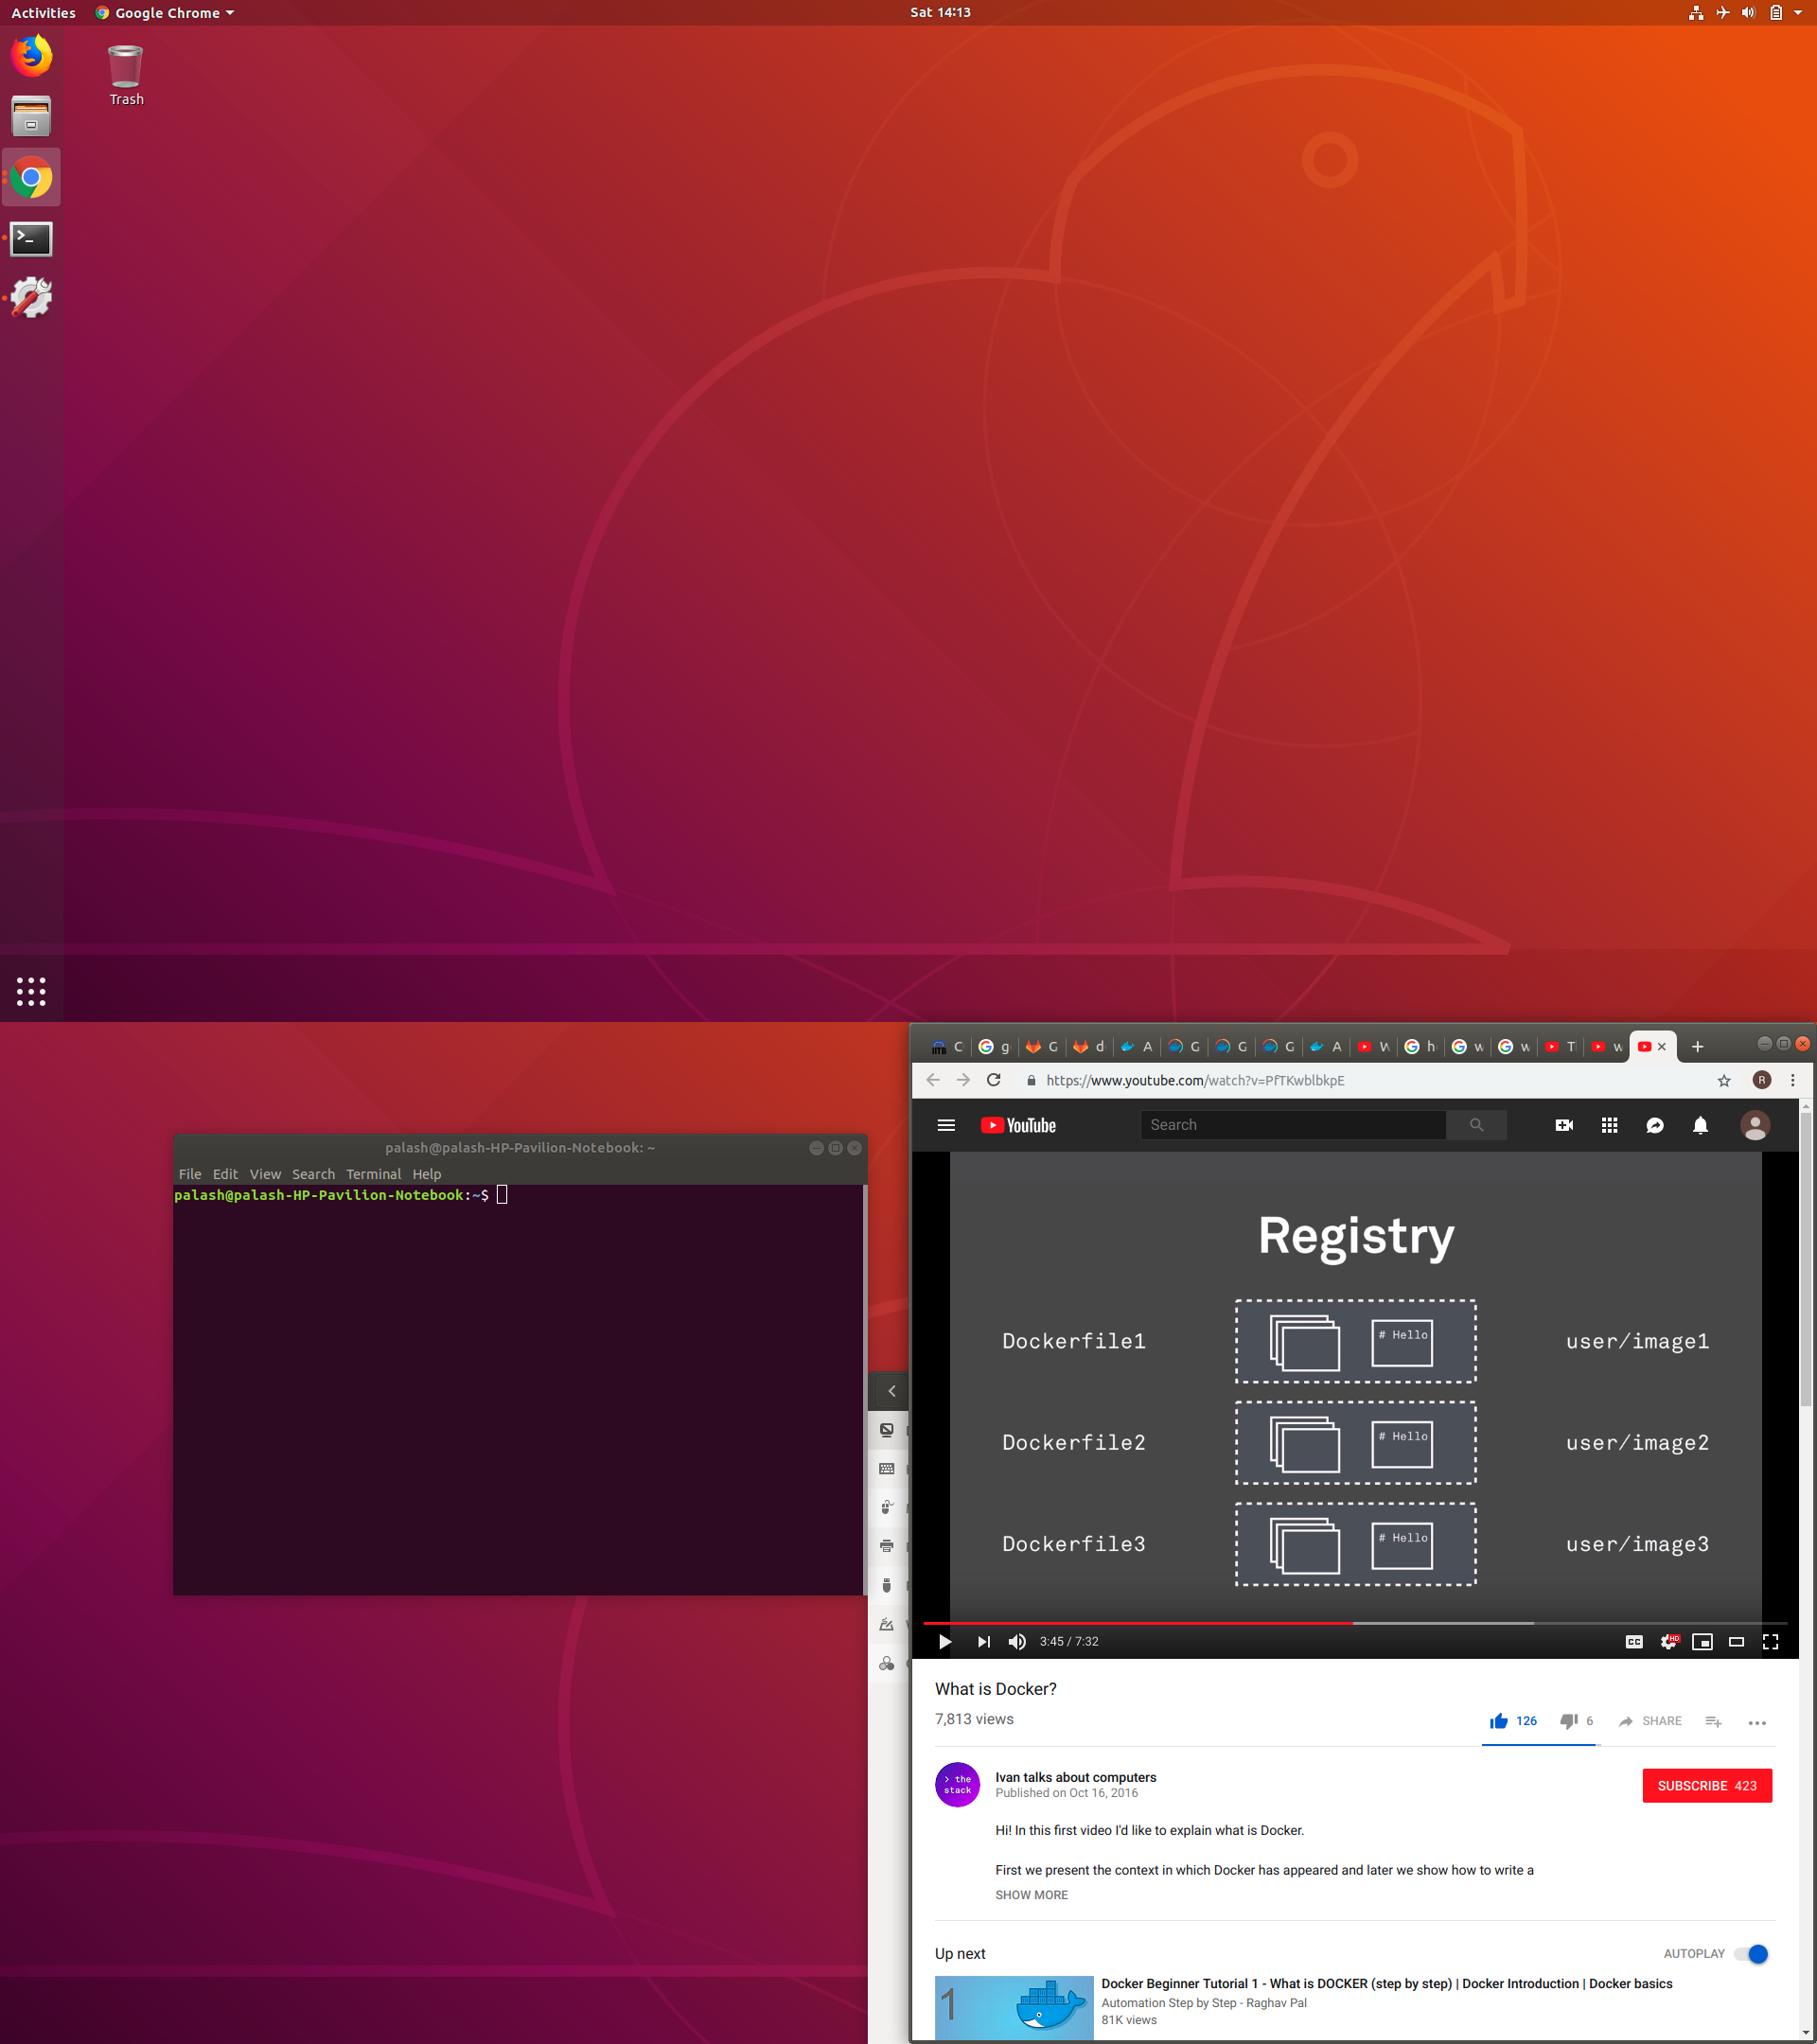 Activities Google Chrome Sat 14:13
Trash
palash@palash-HP-Pavilion-Notebook: ~
File Edit View Search Terminal Help
palash@palash-HP-Pavilion-Notebook:~$
https://www.youtube.com/watch?v=PfTKwblbkpE
YouTube Search
Registry
Dockerfile1 # Hello user/image1
Dockerfile2 # Hello user/image2
Dockerfile3 # Hello user/image3
3:45 / 7:32 CC HD
What is Docker?
7,813 views
126 6 SHARE
> the
stack
Ivan talks about computers
Published on Oct 16, 2016
SUBSCRIBE 423
Hi! In this first video I'd like to explain what is Docker.
First we present the context in which Docker has appeared and later we show how to write a
SHOW MORE
Up next AUTOPLAY
1
Docker Beginner Tutorial 1 - What is DOCKER (step by step) | Docker Introduction | Docker basics
Automation Step by Step - Raghav Pal
81K views